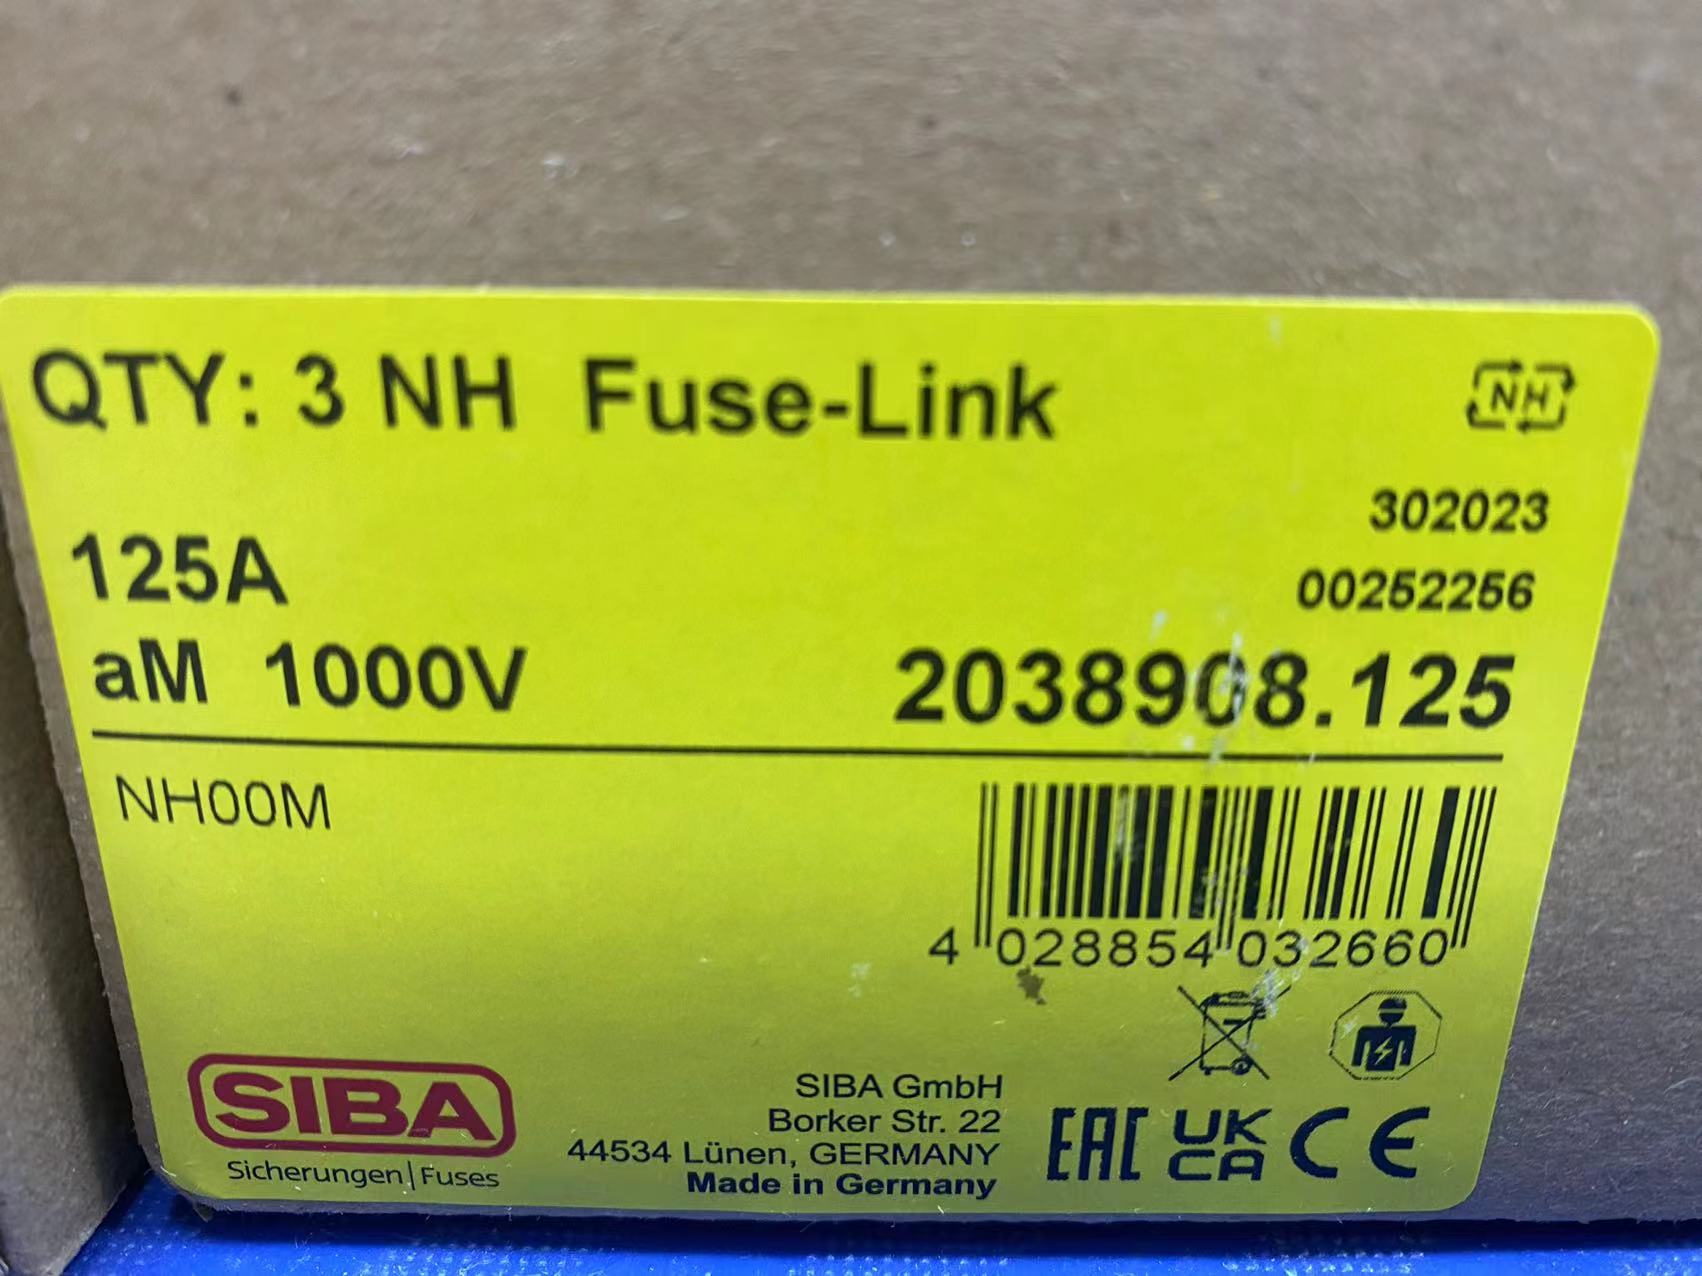 QTY: 3 NH Fuse-Link
NH
302023
00252256
125A
aM 1000V
2038908.125
NH00M
4 028854 032660
SIBA
Sicherungen|Fuses
SIBA GmbH
Borker Str. 22
44534 Lünen, GERMANY
Made in Germany
EAC
UK
CA
CE